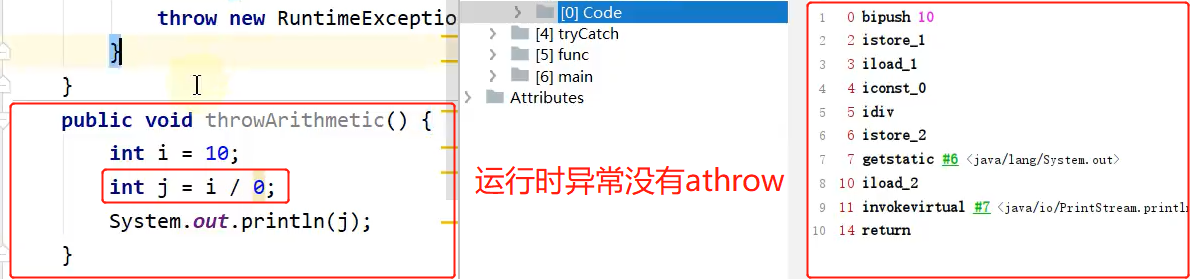 throw new RuntimeExceptio
}
}
public void throwArithmetic() {
int i = 10;
int j = i / 0;
System.out.println(j);
}
[0] Code
[4] tryCatch
[5] func
[6] main
Attributes
运行时异常没有athrow
1 0 bipush 10
2 2 istore_1
3 3 iload_1
4 4 iconst_0
5 5 idiv
6 6 istore_2
7 7 getstatic #6 <java/lang/System.out>
8 10 iload_2
9 11 invokevirtual #7 <java/io/PrintStream.println
10 14 return